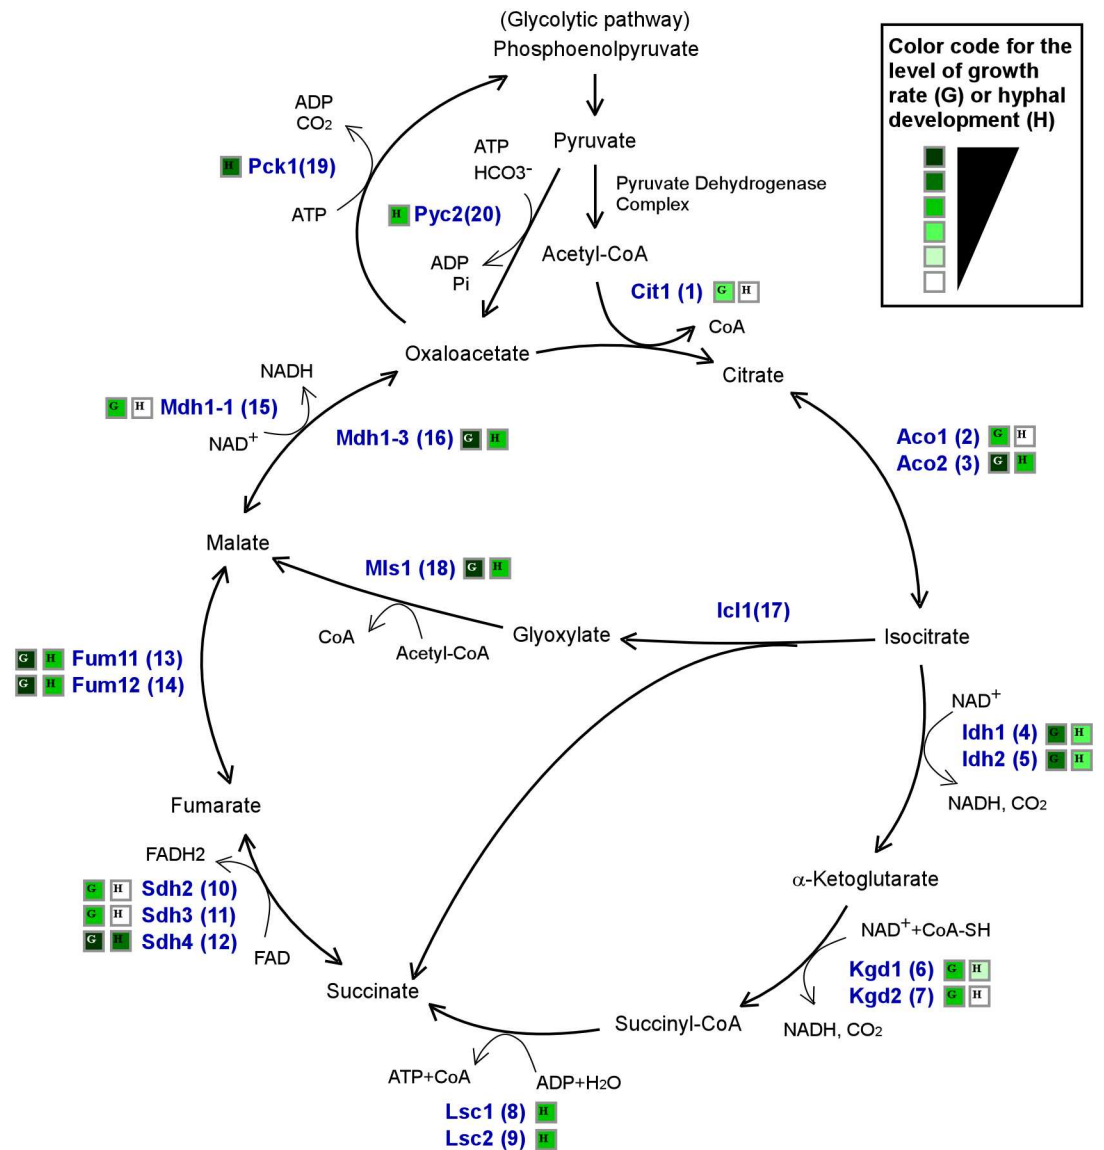 (Glycolytic pathway)
Phosphoenolpyruvate
Color code for the
level of growth
rate (G) or hyphal
development (H)
ADP
CO2
H Pck1(19)
ATP
ATP
HCO3-
H Pyc2(20)
ADP
Pi
Pyruvate
Pyruvate Dehydrogenase
Complex
Acetyl-CoA
Cit1 (1) G H
CoA
Oxaloacetate
Citrate
NADH
G H Mdh1-1 (15)
NAD+
Mdh1-3 (16) G H
Aco1 (2) G H
Aco2 (3) G H
Malate
Mls1 (18) G H
CoA
Acetyl-CoA
Glyoxylate
Icl1(17)
Isocitrate
G H Fum11 (13)
G H Fum12 (14)
NAD+
Idh1 (4) G H
Idh2 (5) G H
NADH, CO2
Fumarate
FADH2
G H Sdh2 (10)
G H Sdh3 (11)
G H Sdh4 (12)
FAD
α-Ketoglutarate
NAD++CoA-SH
Kgd1 (6) G H
Kgd2 (7) G H
NADH, CO2
Succinate
Succinyl-CoA
ATP+CoA
ADP+H2O
Lsc1 (8) H
Lsc2 (9) H